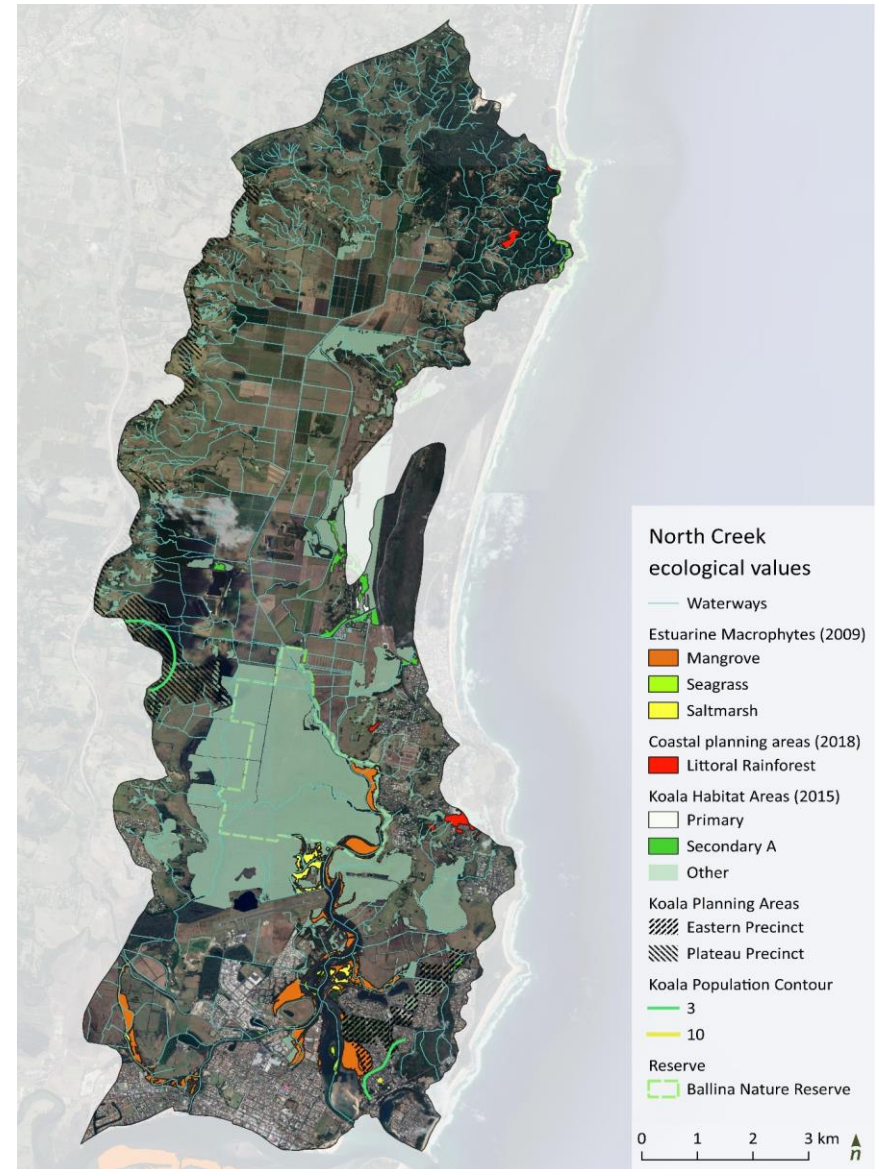 North Creek
ecological values
Waterways
Estuarine Macrophytes (2009)
Mangrove
Seagrass
Saltmarsh
Coastal planning areas (2018)
Littoral Rainforest
Koala Habitat Areas (2015)
Primary
Secondary A
Other
Koala Planning Areas
Eastern Precinct
Plateau Precinct
Koala Population Contour
3
10
Reserve
Ballina Nature Reserve
0 1 2 3 km
n